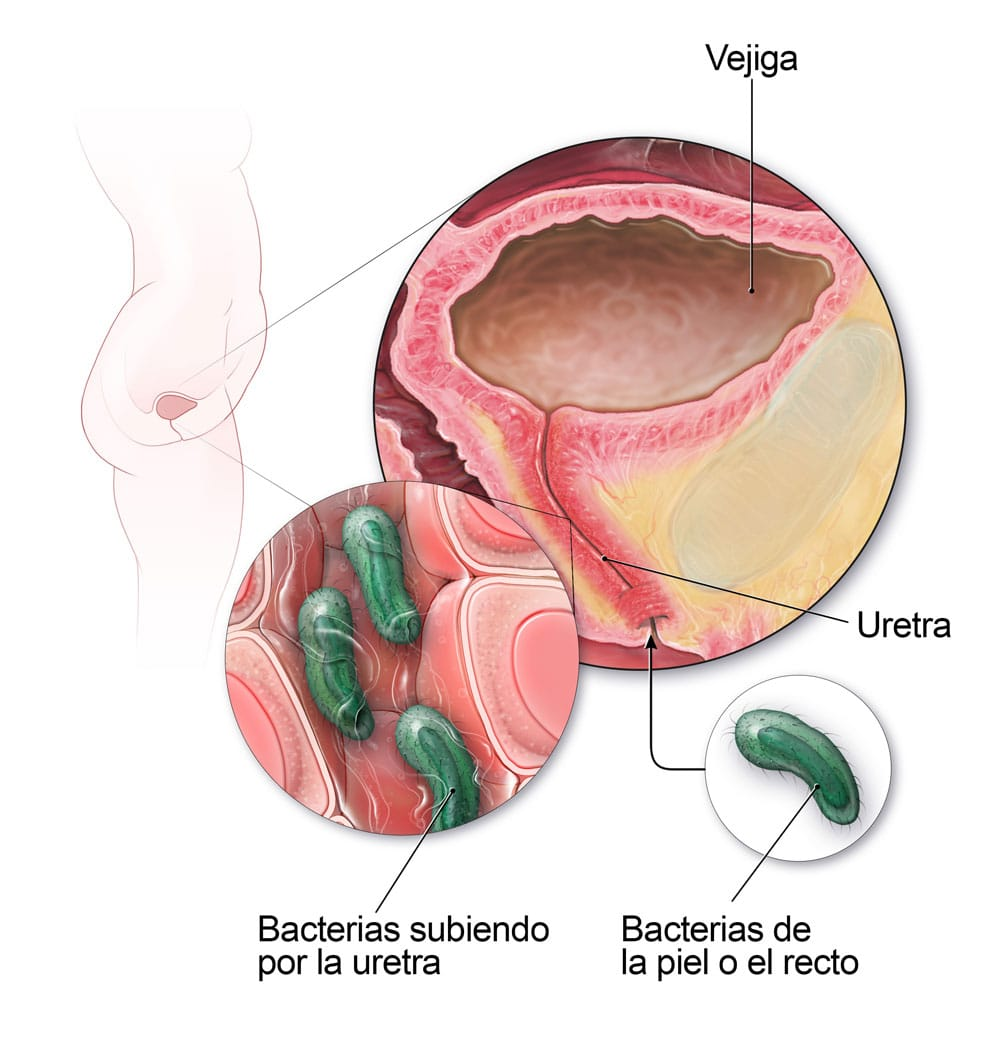 Vejiga
Uretra
Bacterias subiendo
por la uretra
Bacterias de
la piel o el recto